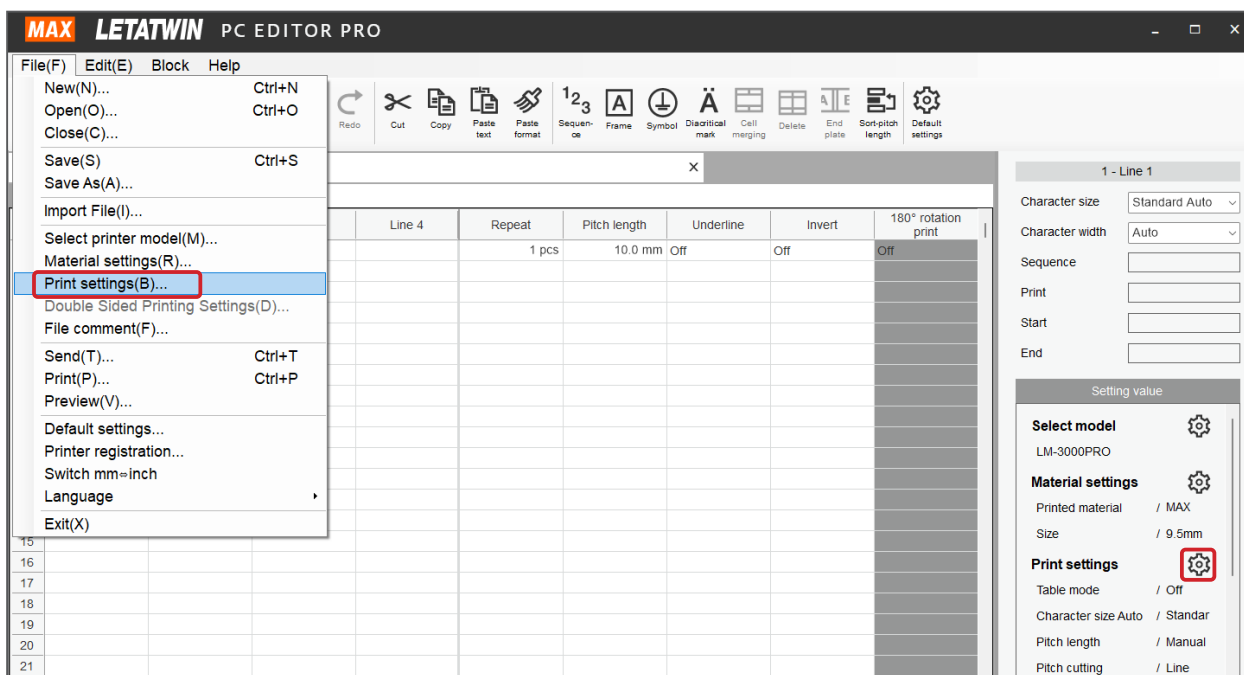 MAX LETATWIN PC EDITOR PRO
File(F) Edit(E) Block Help
New(N)... Ctrl+N
Open(O)... Ctrl+O
Close(C)...
Save(S) Ctrl+S
Save As(A)...
Import File(I)...
Select printer model(M)...
Material settings(R)...
Print settings(B)...
Double Sided Printing Settings(D)...
File comment(F)...
Send(T)... Ctrl+T
Print(P)... Ctrl+P
Preview(V)...
Default settings...
Printer registration...
Switch mm⇔inch
Language
Exit(X)
Redo
Cut
Copy
Paste
text
Paste
format
123
Sequen-
ce
A
Frame
Symbol
Ä
Diacritical
mark
Cell
merging
Delete
A E
End
plate
Sort-pitch
length
Default
settings
Line 4 Repeat Pitch length Underline Invert 180° rotation
print
1 pcs 10.0 mm Off Off Off
15
16
17
18
19
20
21
1 - Line 1
Character size Standard Auto
Character width Auto
Sequence
Print
Start
End
Setting value
Select model
LM-3000PRO
Material settings
Printed material / MAX
Size / 9.5mm
Print settings
Table mode / Off
Character size Auto / Standar
Pitch length / Manual
Pitch cutting / Line